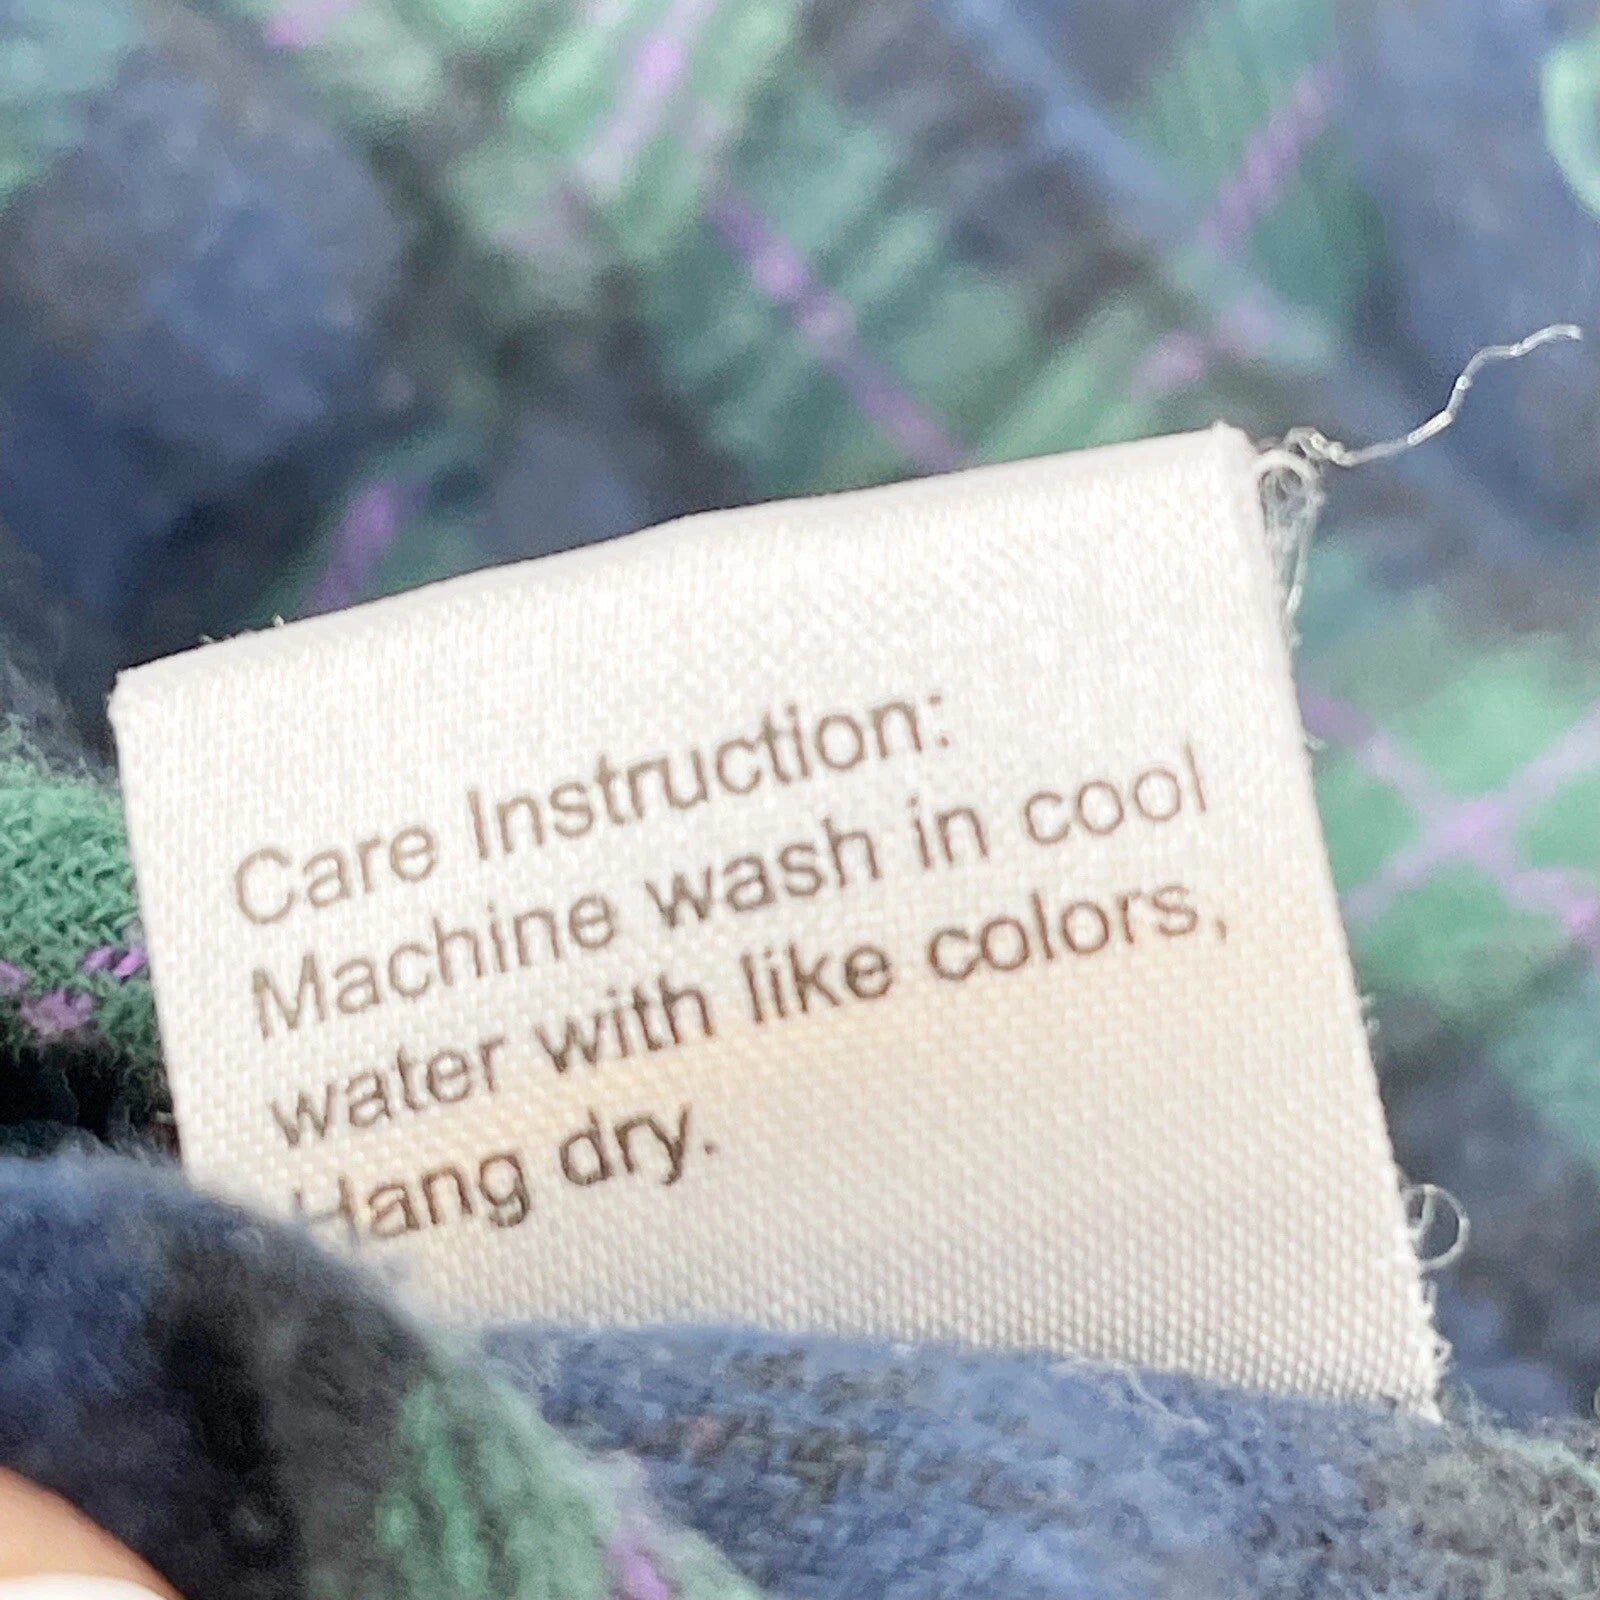 Care Instruction:
Machine wash in cool
water with like colors,
Hang dry.